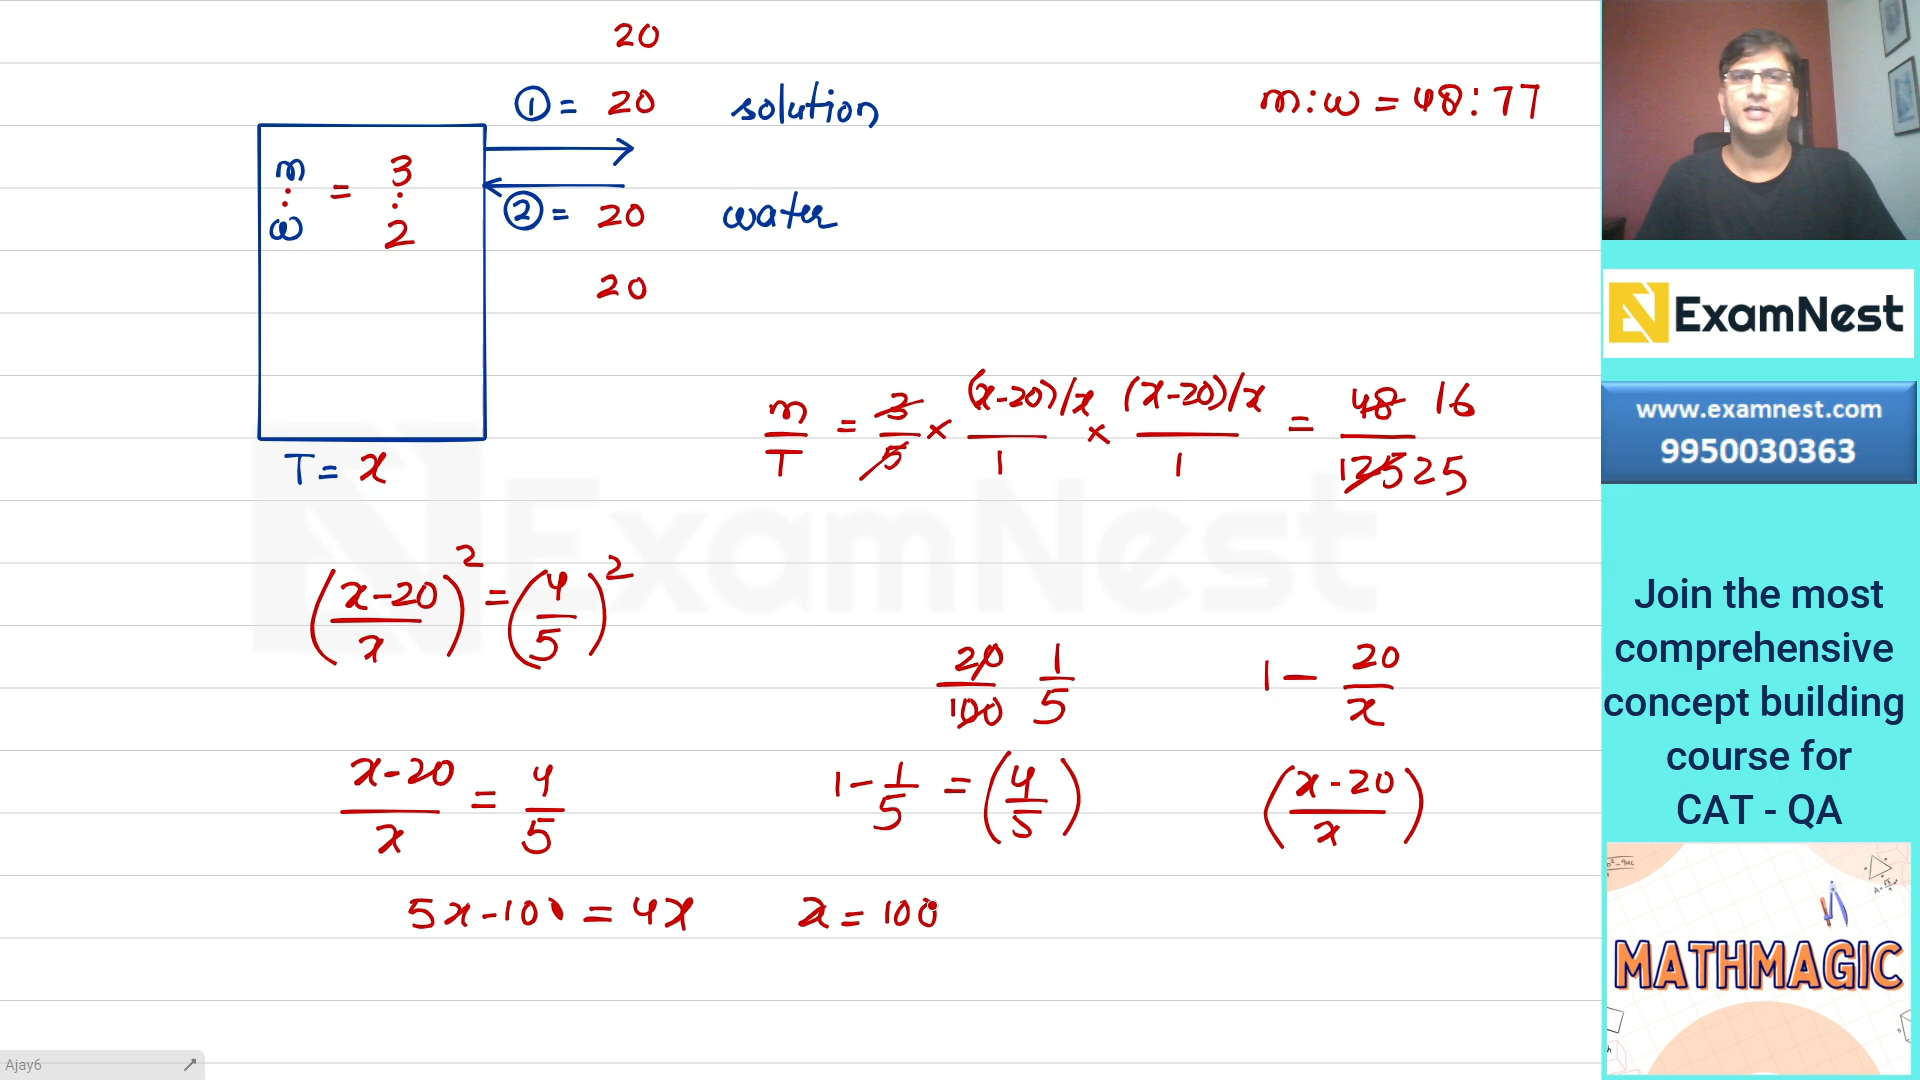 20
① = 20 solution
m : w = 48 : 77
m : w = 3 : 2
② = 20 water
20
m/T = 3/5 × (x-20)/x / 1 × (x-20)/x / 1 = 48/125 16/25
T = x
ExamNest
((x-20)/x)² = (4/5)²
20/100 1/5
1 - 20/x
(x-20)/x = 4/5
1 - 1/5 = (4/5)
((x-20)/x)
5x - 100 = 4x
x = 100
Ajay6
ExamNest
www.examnest.com
9950030363
Join the most
comprehensive
concept building
course for
CAT - QA
MATHMAGIC